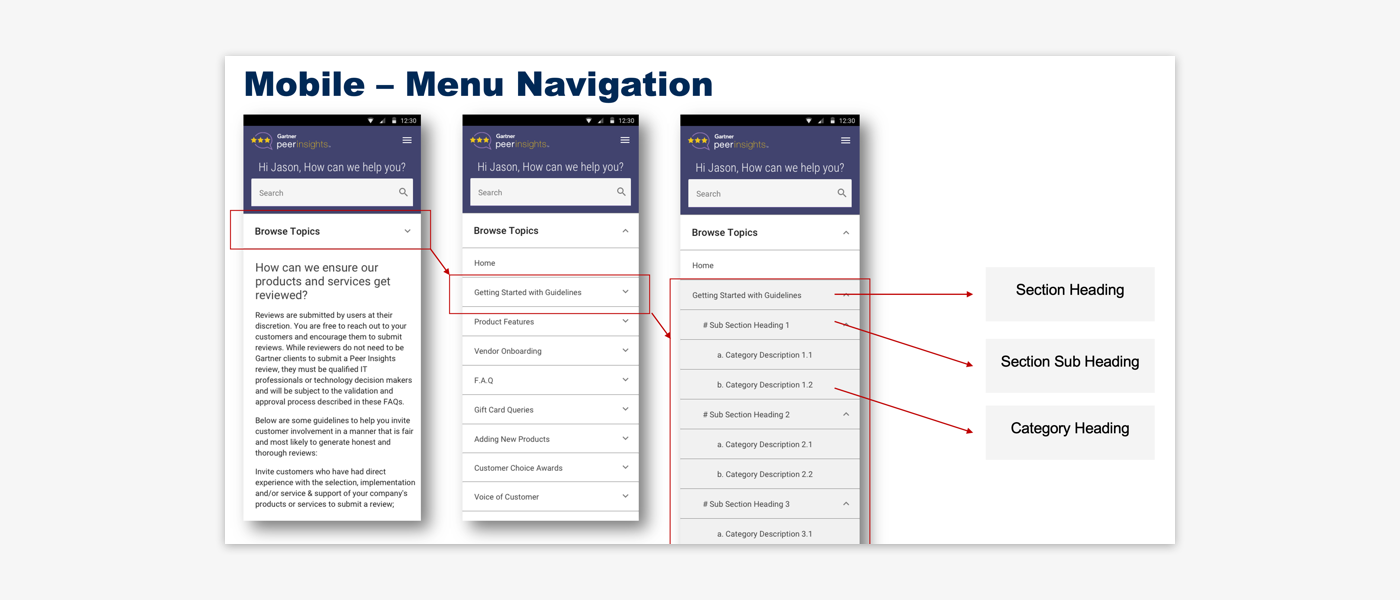 Mobile – Menu Navigation
12:30
Gartner
peerinsights
Hi Jason, How can we help you?
Search
Browse Topics
How can we ensure our
products and services get
reviewed?
Reviews are submitted by users at their
discretion. You are free to reach out to your
customers and encourage them to submit
reviews. While reviewers do not need to be
Gartner clients to submit a Peer Insights
review, they must be qualified IT
professionals or technology decision makers
and will be subject to the validation and
approval process described in these FAQs.
Below are some guidelines to help you invite
customer involvement in a manner that is fair
and most likely to generate honest and
thorough reviews:
Invite customers who have had direct
experience with the selection, implementation
and/or service & support of your company's
products or services to submit a review;
12:30
Gartner
peerinsights
Hi Jason, How can we help you?
Search
Browse Topics
Home
Getting Started with Guidelines
Product Features
Vendor Onboarding
F.A.Q
Gift Card Queries
Adding New Products
Customer Choice Awards
Voice of Customer
12:30
Gartner
peerinsights
Hi Jason, How can we help you?
Search
Browse Topics
Home
Getting Started with Guidelines
# Sub Section Heading 1
a. Category Description 1.1
b. Category Description 1.2
# Sub Section Heading 2
a. Category Description 2.1
b. Category Description 2.2
# Sub Section Heading 3
a. Category Description 3.1
Section Heading
Section Sub Heading
Category Heading